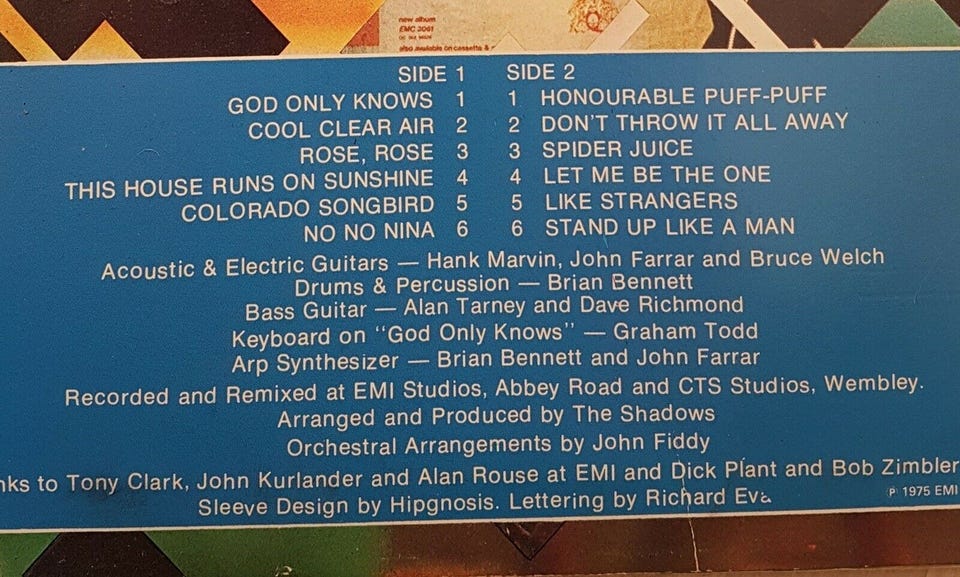 new album
EMC 3061
also available on cassette &
SIDE 1 SIDE 2
GOD ONLY KNOWS 1 1 HONOURABLE PUFF-PUFF
COOL CLEAR AIR 2 2 DON'T THROW IT ALL AWAY
ROSE, ROSE 3 3 SPIDER JUICE
THIS HOUSE RUNS ON SUNSHINE 4 4 LET ME BE THE ONE
COLORADO SONGBIRD 5 5 LIKE STRANGERS
NO NO NINA 6 6 STAND UP LIKE A MAN
Acoustic & Electric Guitars — Hank Marvin, John Farrar and Bruce Welch
Drums & Percussion — Brian Bennett
Bass Guitar — Alan Tarney and Dave Richmond
Keyboard on "God Only Knows" — Graham Todd
Arp Synthesizer — Brian Bennett and John Farrar
Recorded and Remixed at EMI Studios, Abbey Road and CTS Studios, Wembley.
Arranged and Produced by The Shadows
Orchestral Arrangements by John Fiddy
nks to Tony Clark, John Kurlander and Alan Rouse at EMI and Dick Plant and Bob Zimbler
Sleeve Design by Hipgnosis. Lettering by Richard Eva
℗ 1975 EMI